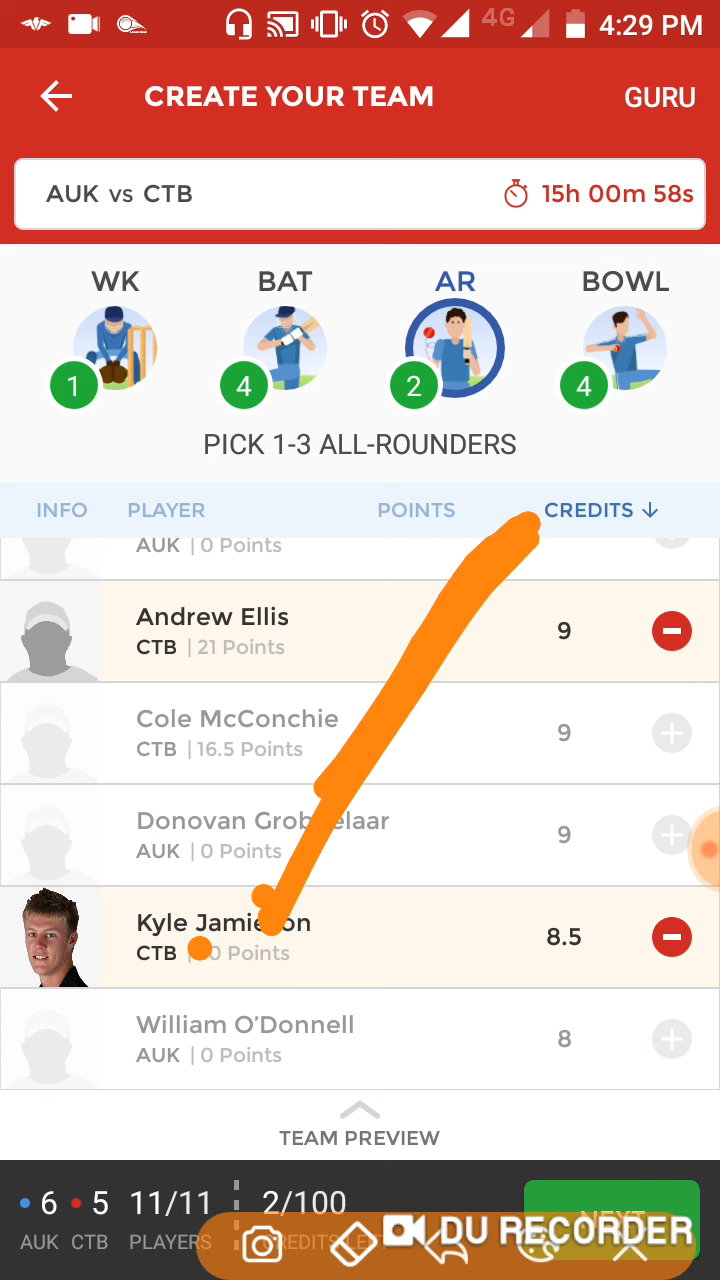 4G 4:29 PM
CREATE YOUR TEAM GURU
AUK vs CTB 15h 00m 58s
WK BAT AR BOWL
1 4 2 4
PICK 1-3 ALL-ROUNDERS
INFO PLAYER POINTS CREDITS
AUK | 0 Points
Andrew Ellis
CTB | 21 Points 9
Cole McConchie
CTB | 16.5 Points 9
Donovan
AUK | 0 Points 9
Kyle
CTB Points 8.5
William O'Donnell
AUK | 0 Points 8
TEAM PREVIEW
6 5 11/11 2/100 NEXT
AUK CTB PLAYERS CREDITS
DU RECORDER